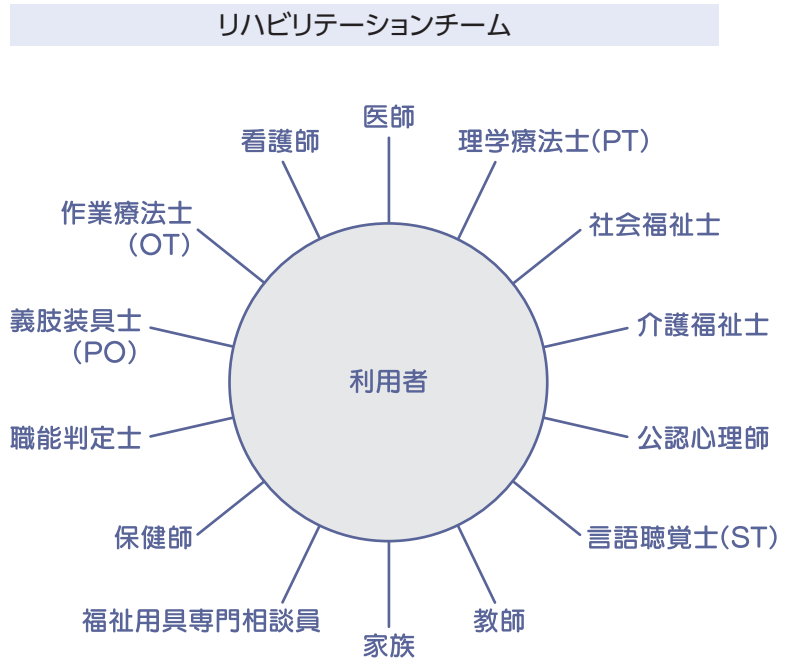 リハビリテーションチーム
医師
看護師
理学療法士(PT)
作業療法士
(OT)
社会福祉士
義肢装具士
(PO)
介護福祉士
利用者
職能判定士
公認心理師
保健師
言語聴覚士(ST)
福祉用具専門相談員
教師
家族